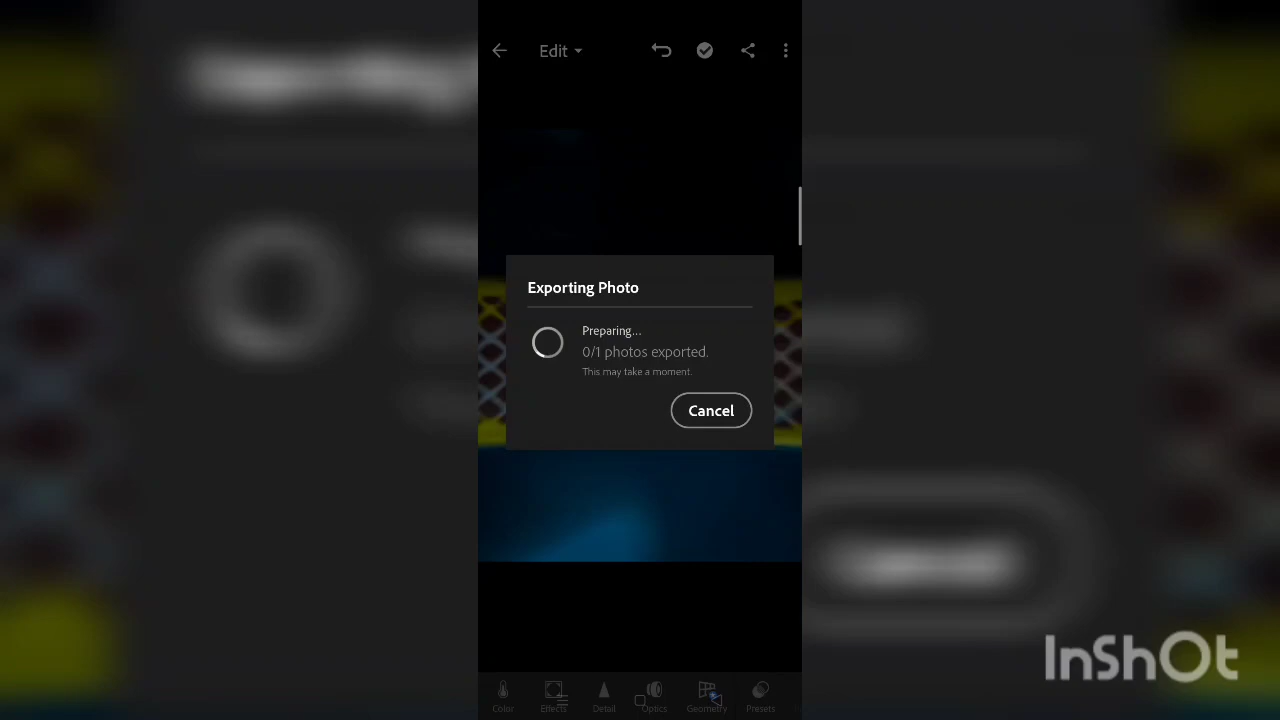 Edit
Exporting Photo
Preparing...
0/1 photos exported.
This may take a moment.
Cancel
Color Effects Detail Optics Geometry Presets
InShOt